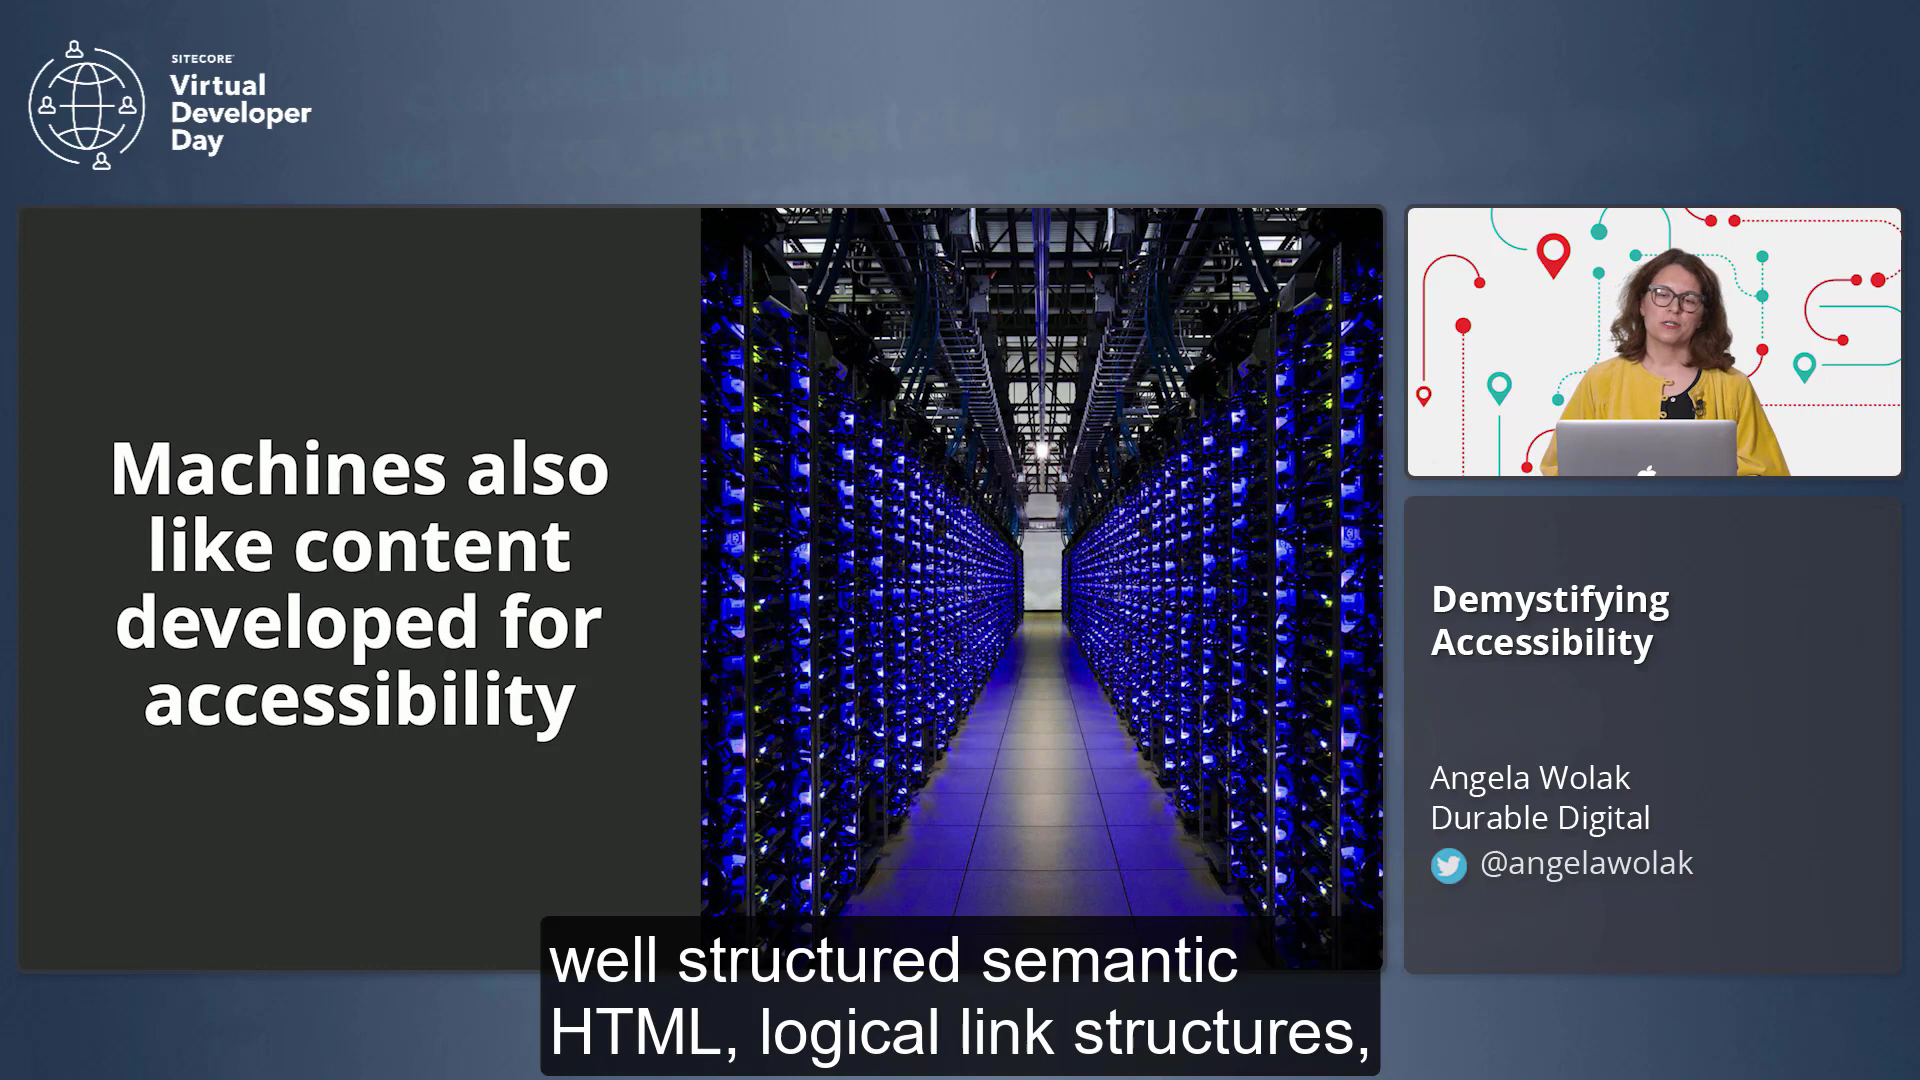 SITECORE
Virtual
Developer
Day
Machines also
like content
developed for
accessibility
Demystifying
Accessibility
Angela Wolak
Durable Digital
@angelawolak
well structured semantic
HTML, logical link structures,